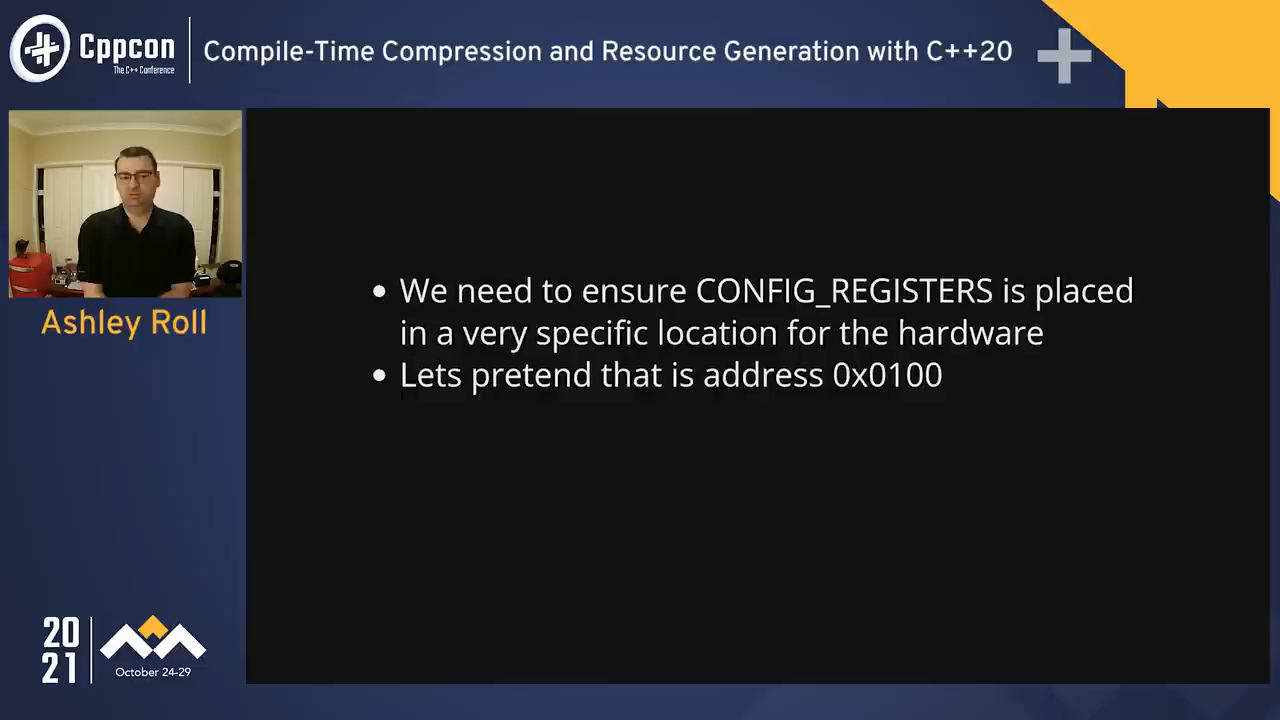 Cppcon
The C++ Conference
Compile-Time Compression and Resource Generation with C++20
Ashley Roll
• We need to ensure CONFIG_REGISTERS is placed
in a very specific location for the hardware
• Lets pretend that is address 0x0100
20
21
October 24-29